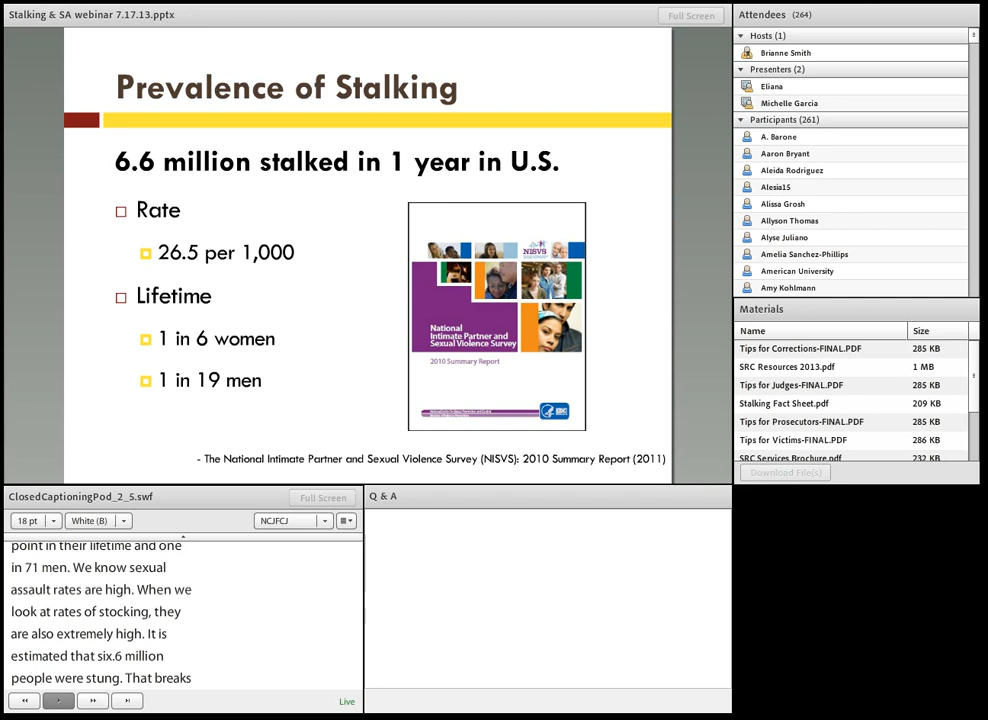 Stalking & SA webinar 7.17.13.pptx
Full Screen
Prevalence of Stalking
6.6 million stalked in 1 year in U.S.
Rate
26.5 per 1,000
Lifetime
1 in 6 women
1 in 19 men
NISVS
National
Intimate Partner and
Sexual Violence Survey
2010 Summary Report
CDC
- The National Intimate Partner and Sexual Violence Survey (NISVS): 2010 Summary Report (2011)
Attendees (264)
Hosts (1)
Brianne Smith
Presenters (2)
Eliana
Michelle Garcia
Participants (261)
A. Barone
Aaron Bryant
Aleida Rodriguez
Alesia15
Alissa Grosh
Allyson Thomas
Alyse Juliano
Amelia Sanchez-Phillips
American University
Amy Kohlmann
Materials
Name Size
Tips for Corrections-FINAL.PDF 285 KB
SRC Resources 2013.pdf 1 MB
Tips for Judges-FINAL.PDF 285 KB
Stalking Fact Sheet.pdf 209 KB
Tips for Prosecutors-FINAL.PDF 285 KB
Tips for Victims-FINAL.PDF 286 KB
SRC Services Brochure.pdf 232 KB
Download File(s)
ClosedCaptioningPod_2_5.swf
Full Screen
18 pt White (B) NCJFCJ
point in their lifetime and one
in 71 men. We know sexual
assault rates are high. When we
look at rates of stocking, they
are also extremely high. It is
estimated that six.6 million
people were stung. That breaks
Live
Q & A